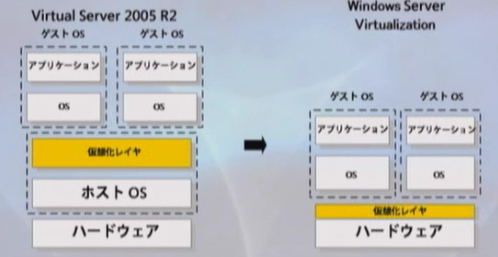 Virtual Server 2005 R2
ゲスト OS
ゲスト OS
アプリケーション
アプリケーション
OS
OS
仮想化レイヤ
ホスト OS
ハードウェア
Windows Server
Virtualization
ゲスト OS
ゲスト OS
アプリケーション
アプリケーション
OS
OS
仮想化レイヤ
ハードウェア